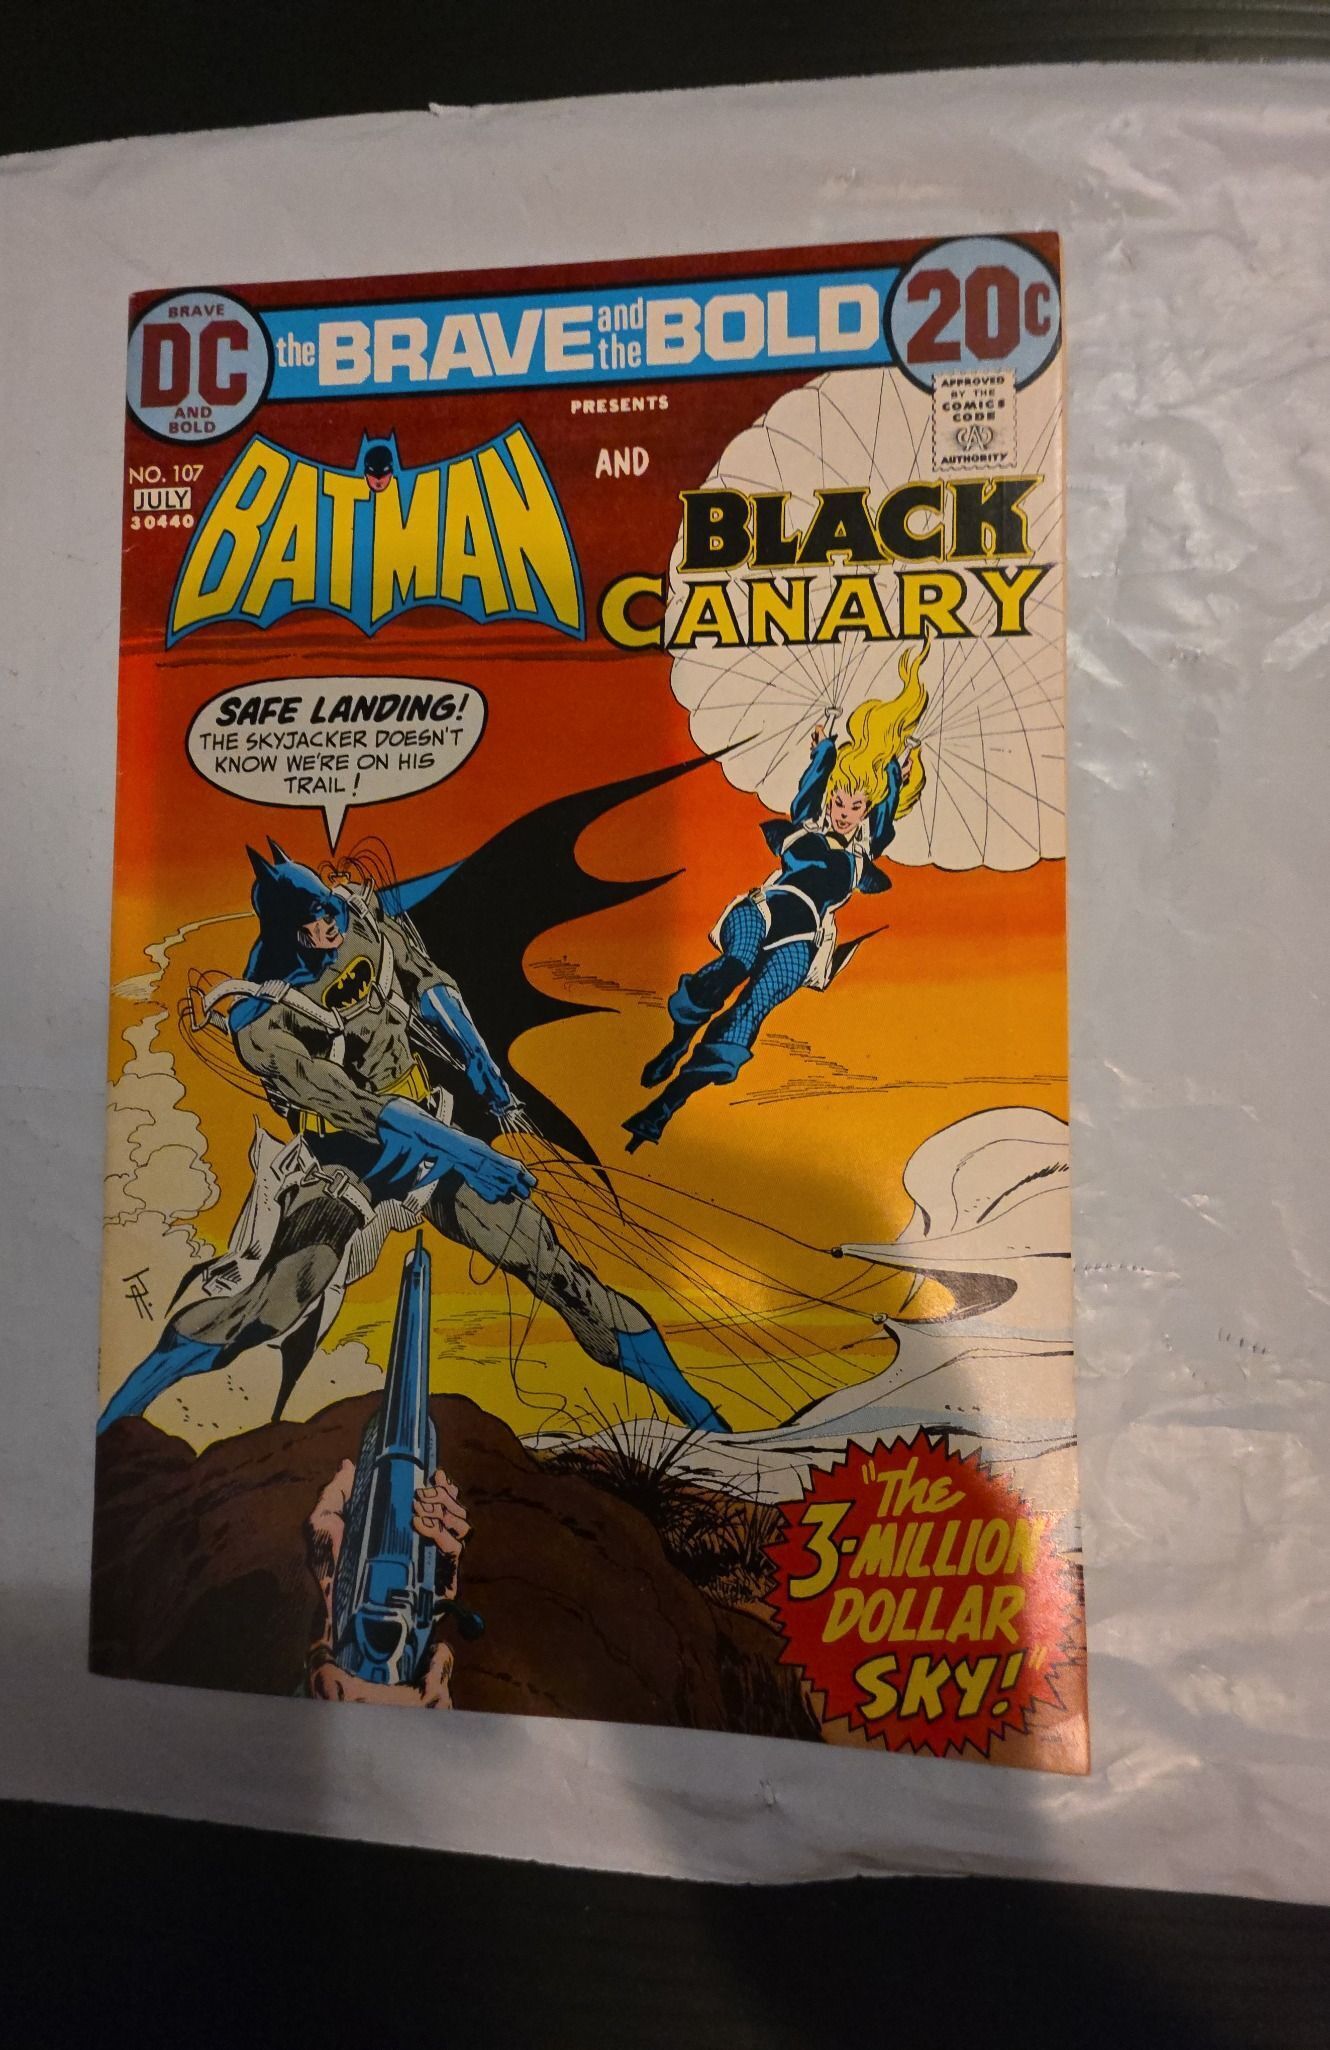 BRAVE
DC
AND
BOLD
the BRAVE and the BOLD
20c
APPROVED
BY THE
COMICS
CODE
CA
AUTHORITY
PRESENTS
NO. 107
JULY
30440
BATMAN
AND
BLACK
CANARY
SAFE LANDING!
THE SKYJACKER DOESN'T
KNOW WE'RE ON HIS
TRAIL!
"The
3-MILLION
DOLLAR
SKY!"